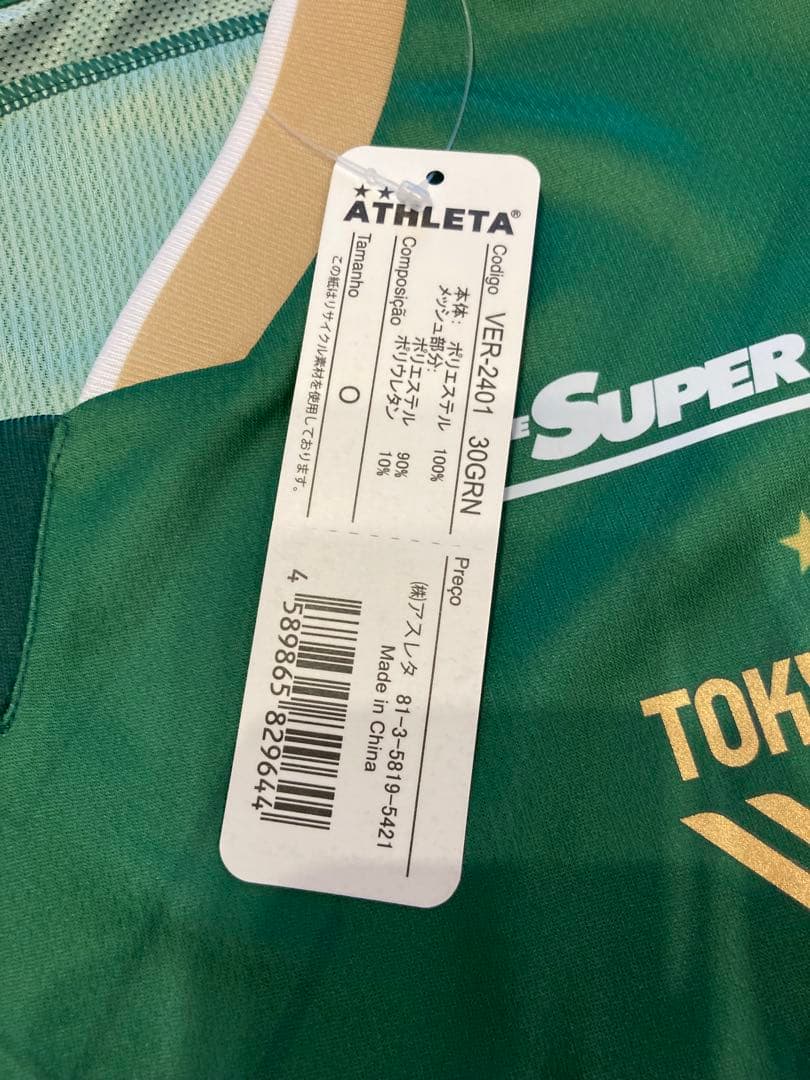 ATHLETA®
Codigo VER-2401 30GRN
本体: ポリエステル 100%
メッシュ部分:
ポリエステル 90%
Composição ポリウレタン 10%
Tamanho O
この紙はリサイクル素材を使用しております。
Preço
(株)アスレタ 81-3-5819-5421
Made in China
4 589865 829644
E SUPER
TOK